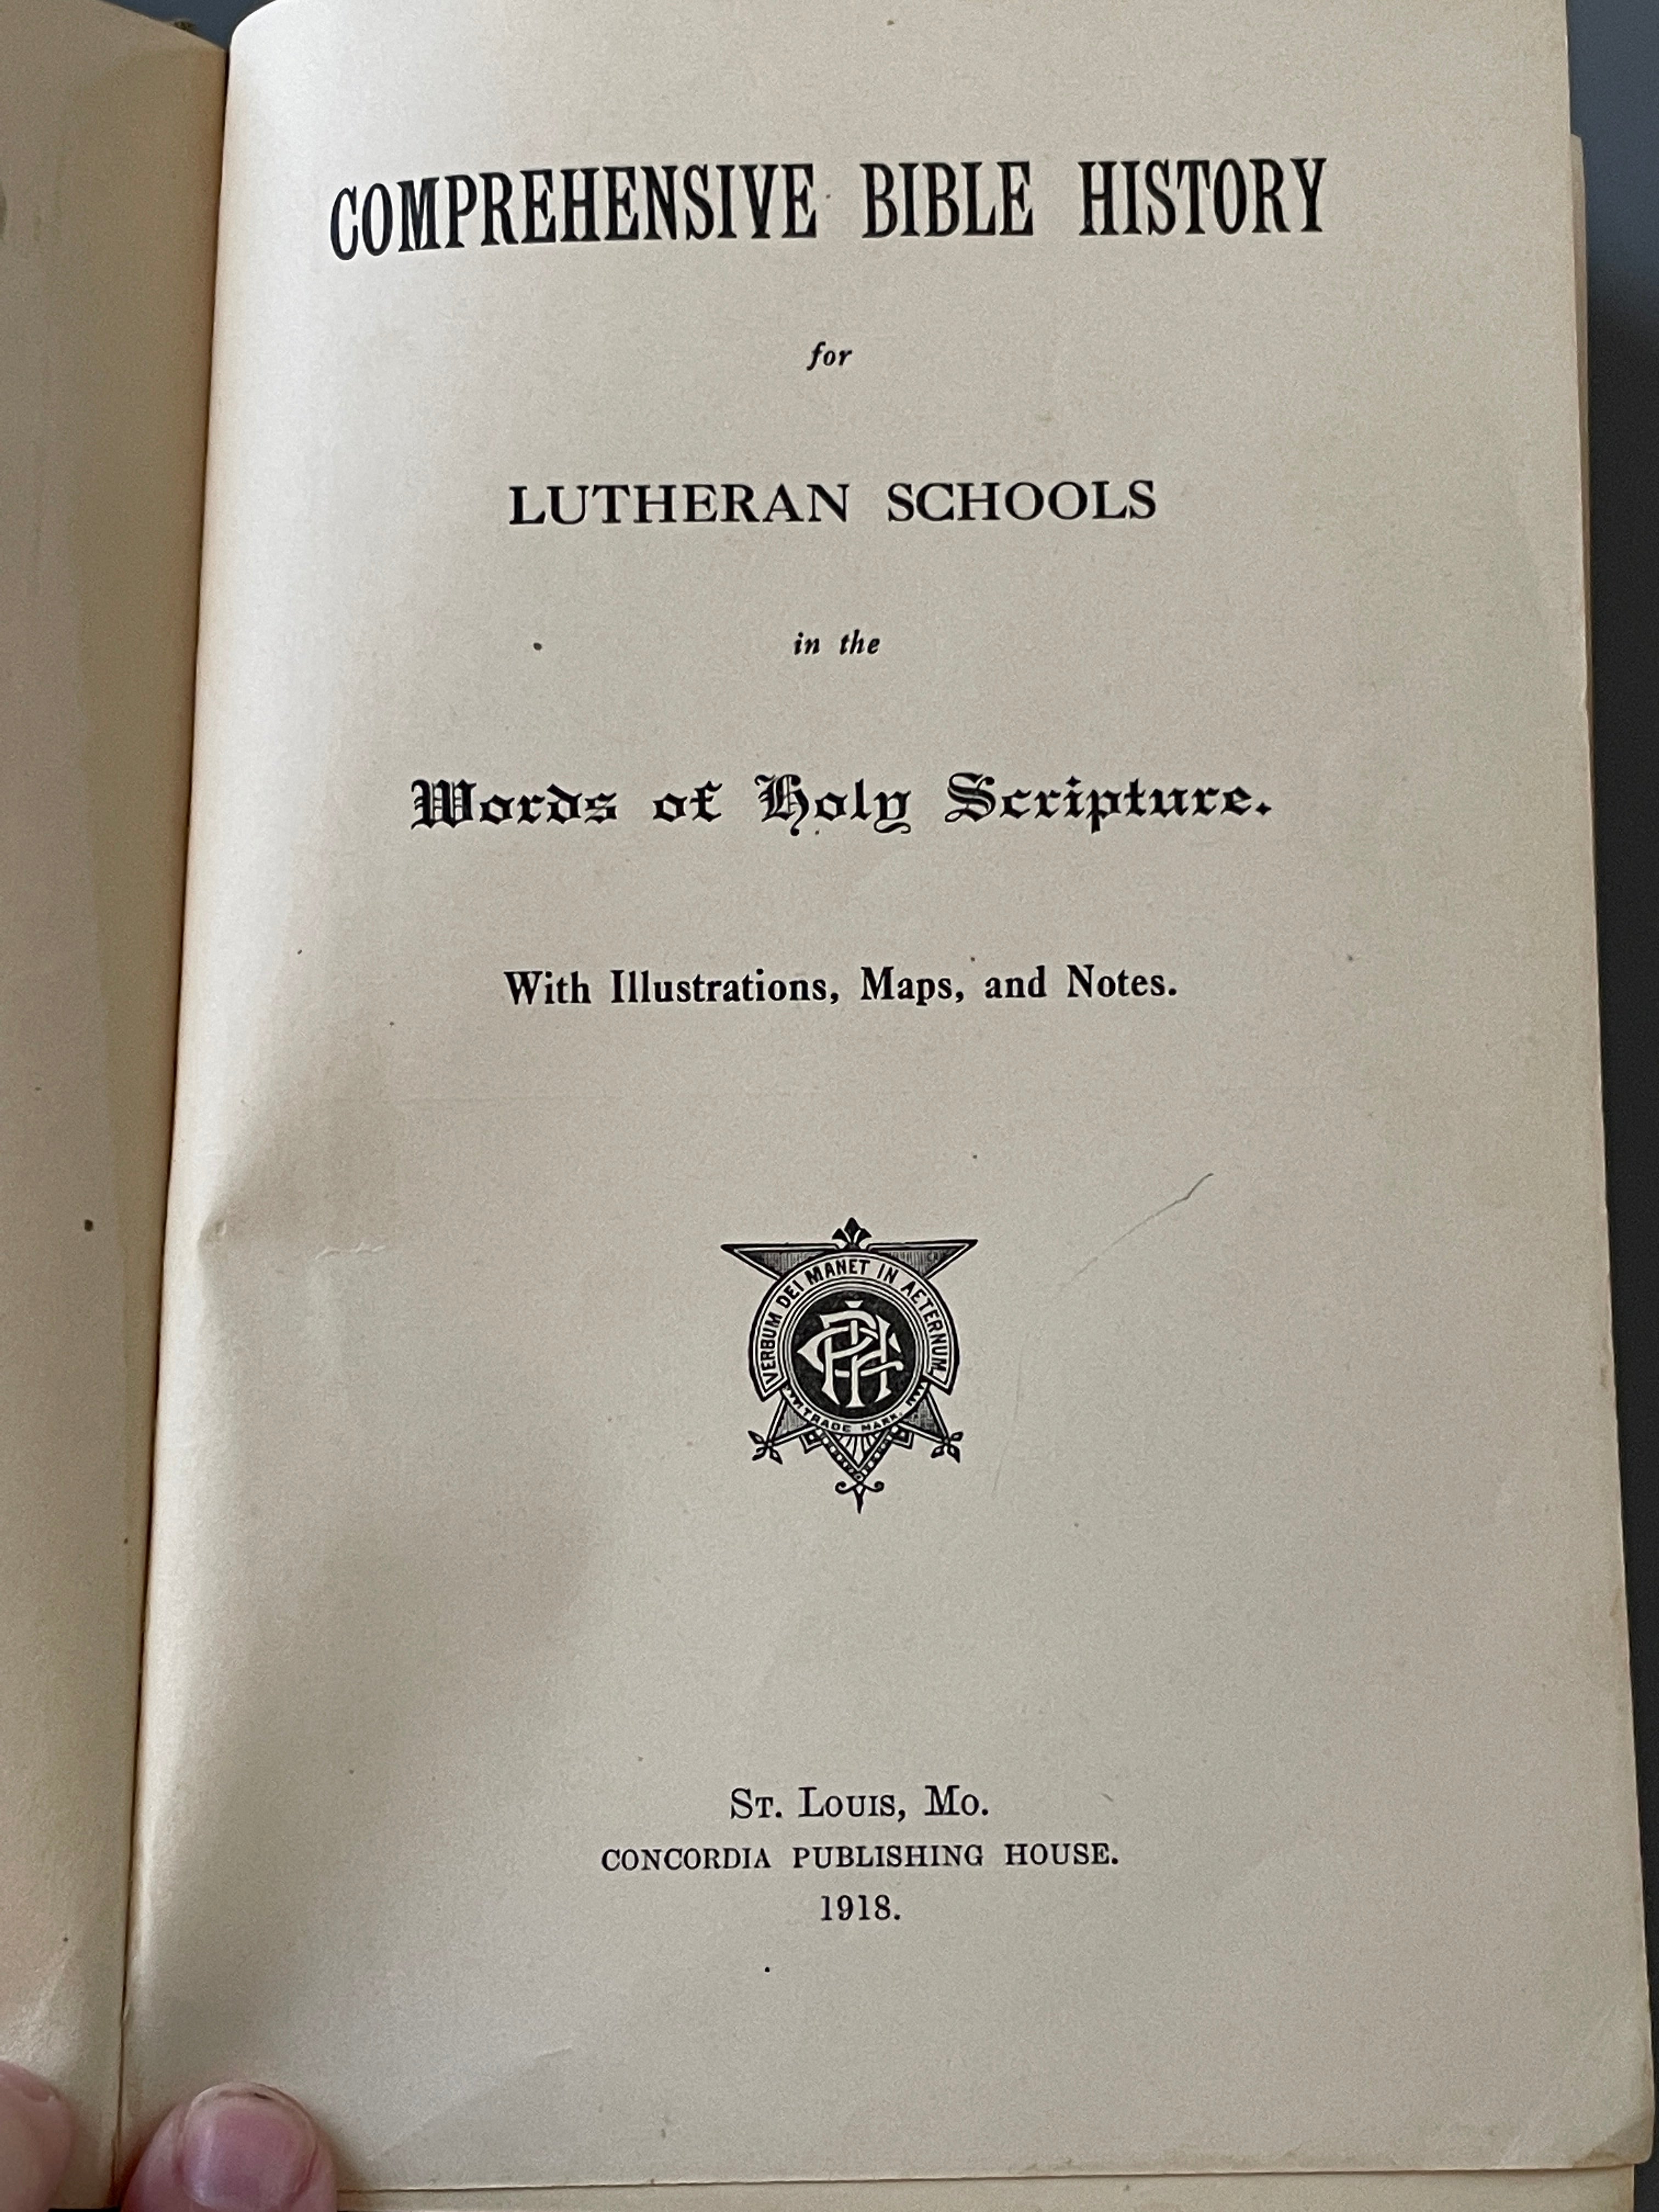 COMPREHENSIVE BIBLE HISTORY
for
LUTHERAN SCHOOLS
in the
Words of Holy Scripture.
With Illustrations, Maps, and Notes.
VERBUM DEI MANET IN AETERNUM
CPH
TRADE MARK.
ST. LOUIS, MO.
CONCORDIA PUBLISHING HOUSE.
1918.